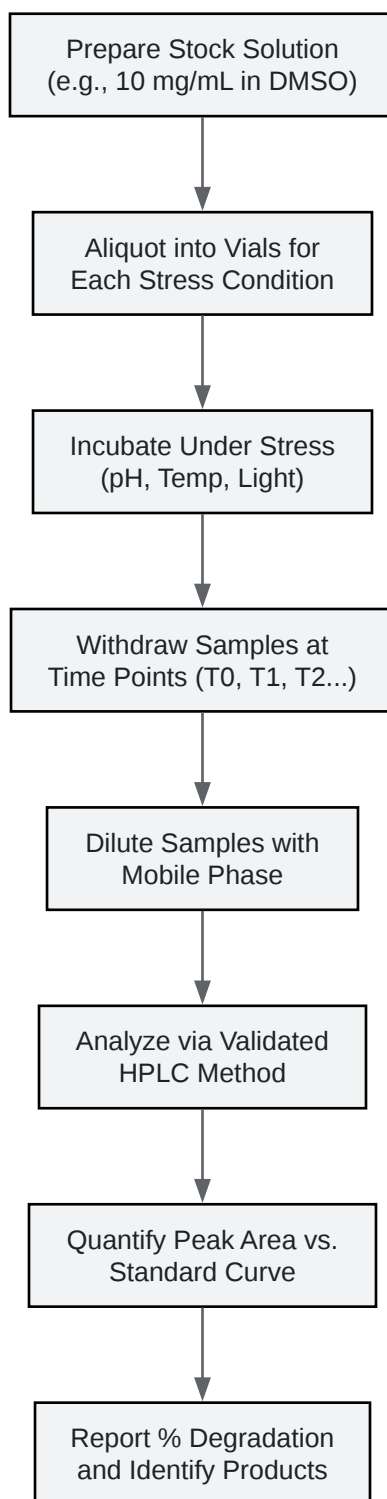 Prepare Stock Solution
(e.g., 10 mg/mL in DMSO)
Aliquot into Vials for
Each Stress Condition
Incubate Under Stress
(pH, Temp, Light)
Withdraw Samples at
Time Points (T0, T1, T2...)
Dilute Samples with
Mobile Phase
Analyze via Validated
HPLC Method
Quantify Peak Area vs.
Standard Curve
Report % Degradation
and Identify Products